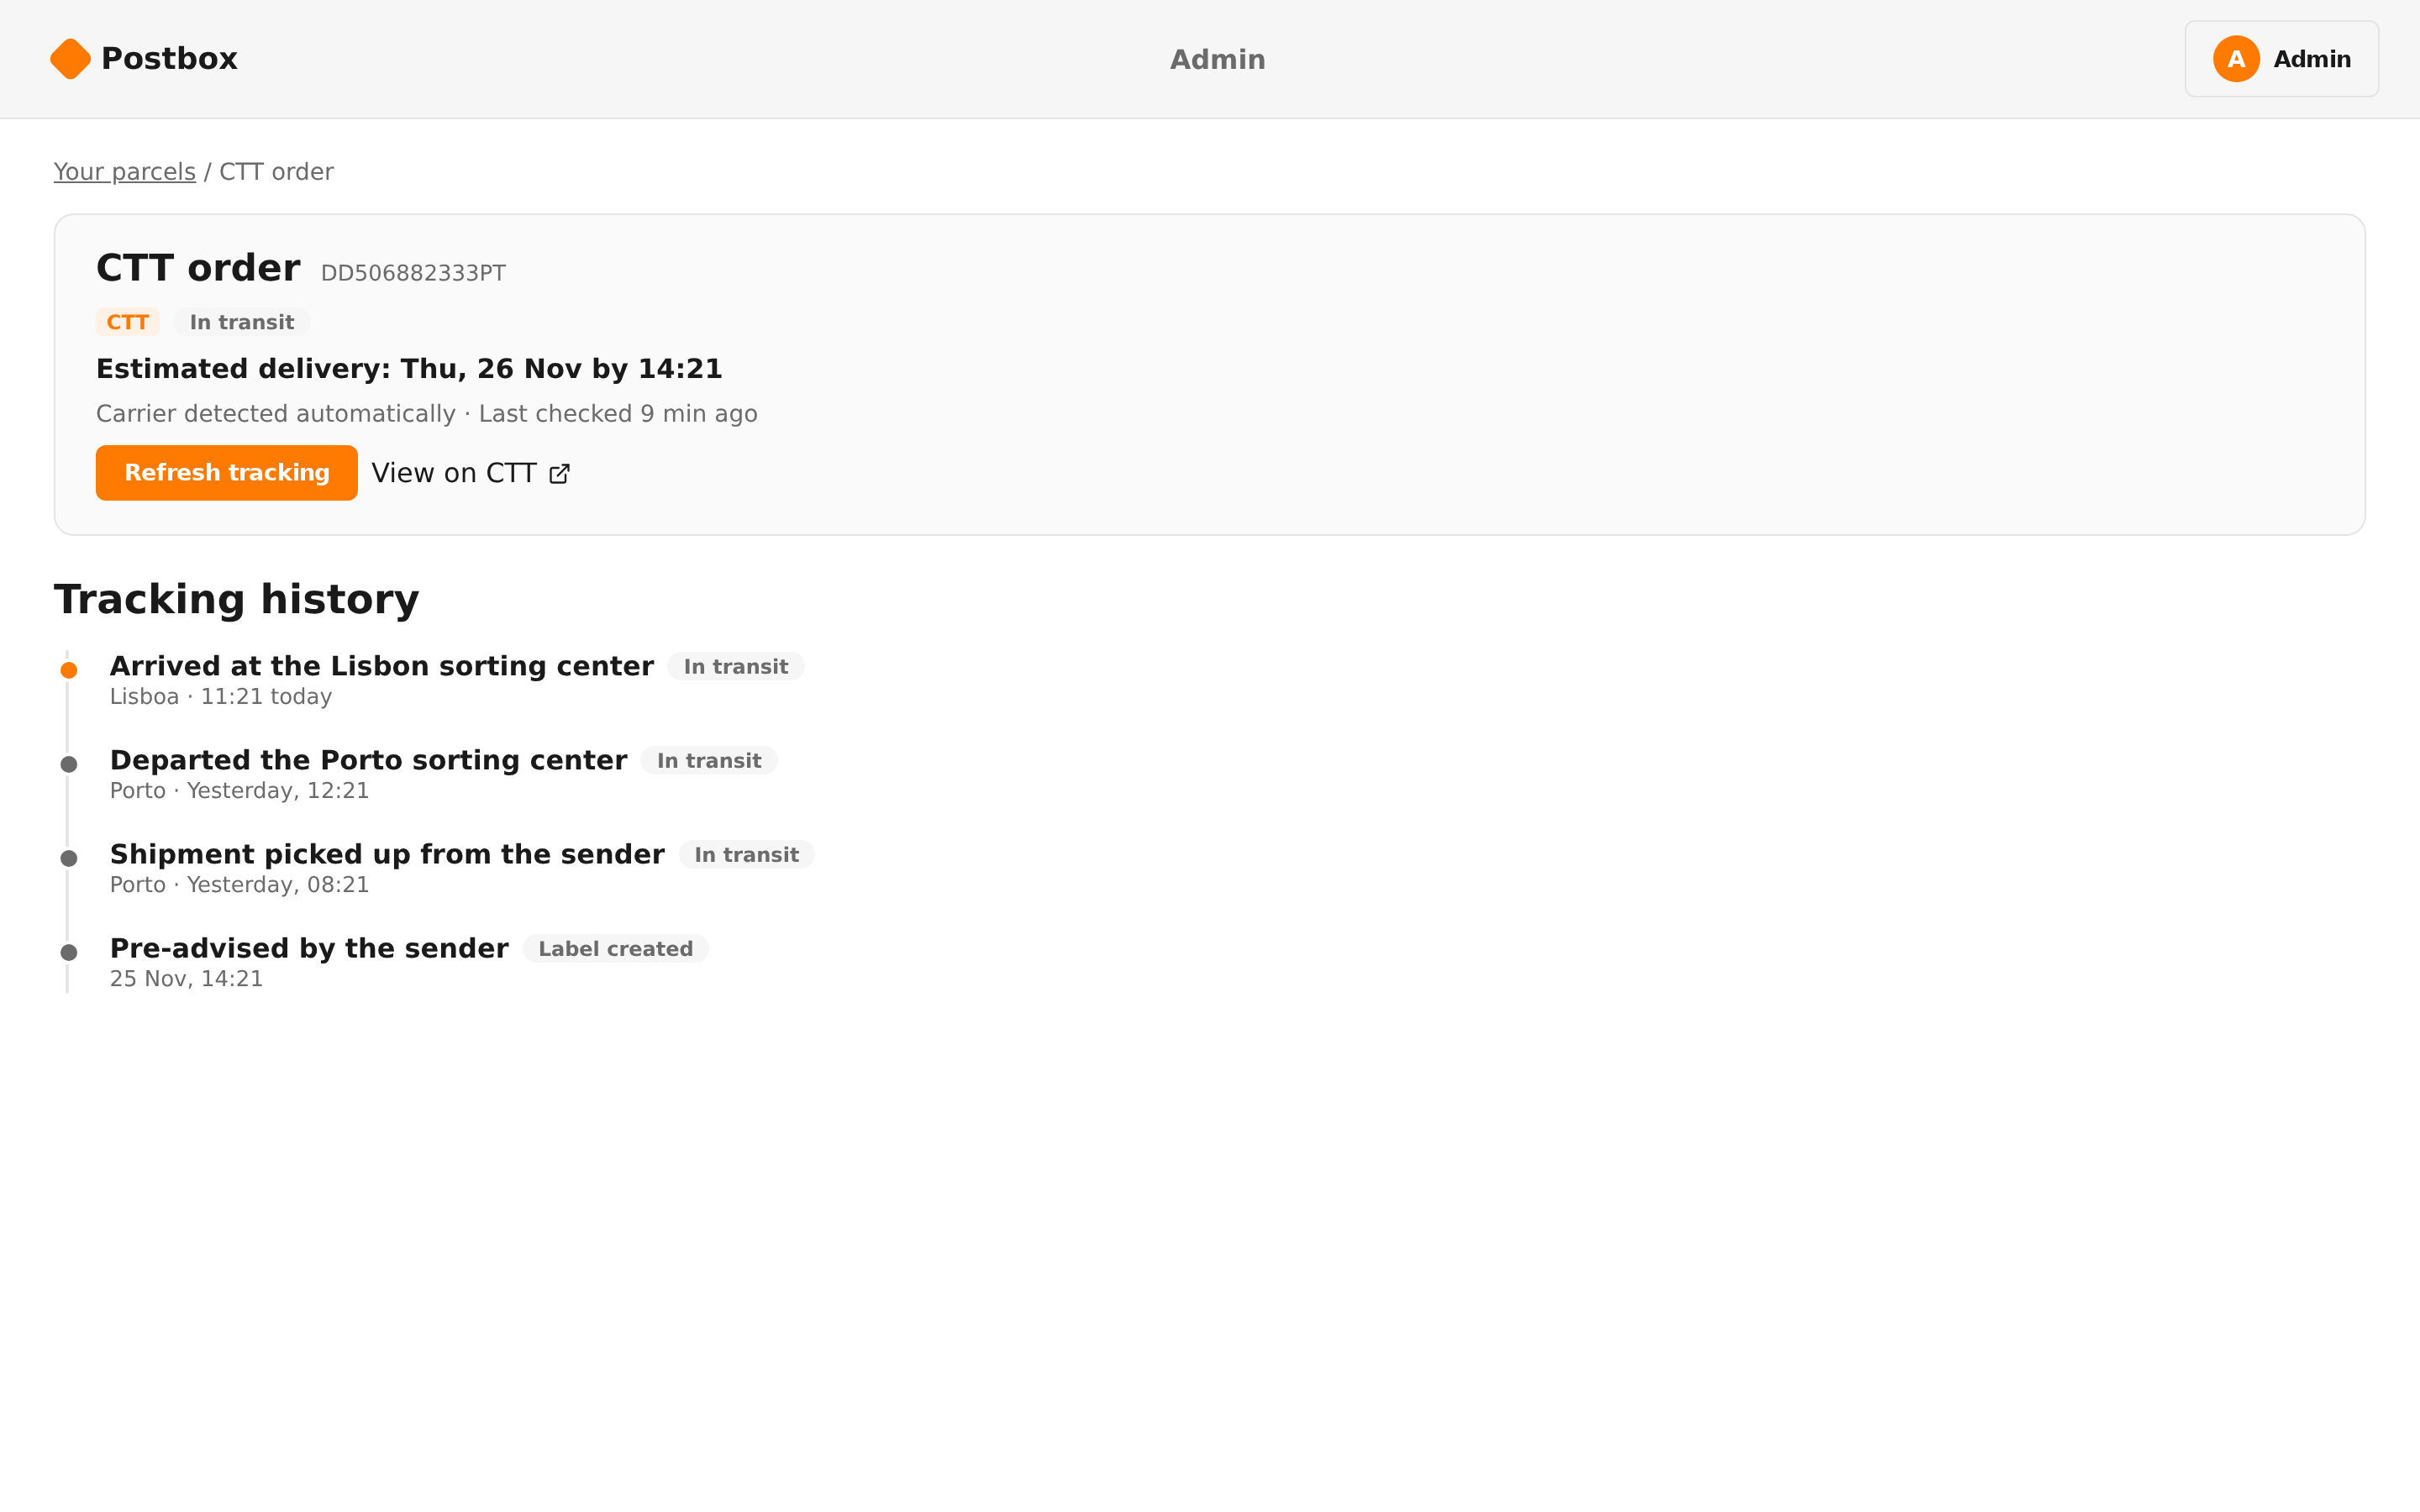 Postbox
Admin
A
Admin
Your parcels / CTT order
CTT order DD506882333PT
CTT In transit
Estimated delivery: Thu, 26 Nov by 14:21
Carrier detected automatically · Last checked 9 min ago
Refresh tracking View on CTT
Tracking history
Arrived at the Lisbon sorting center In transit
Lisboa · 11:21 today
Departed the Porto sorting center In transit
Porto · Yesterday, 12:21
Shipment picked up from the sender In transit
Porto · Yesterday, 08:21
Pre-advised by the sender Label created
25 Nov, 14:21